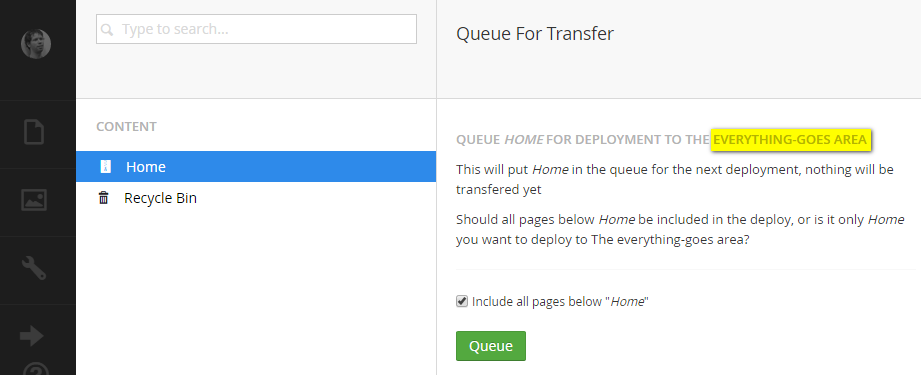 Type to search...
Queue For Transfer
CONTENT
Home
Recycle Bin
QUEUE HOME FOR DEPLOYMENT TO THE EVERYTHING-GOES AREA
This will put Home in the queue for the next deployment, nothing will be
transfered yet
Should all pages below Home be included in the deploy, or is it only Home
you want to deploy to The everything-goes area?
Include all pages below "Home"
Queue